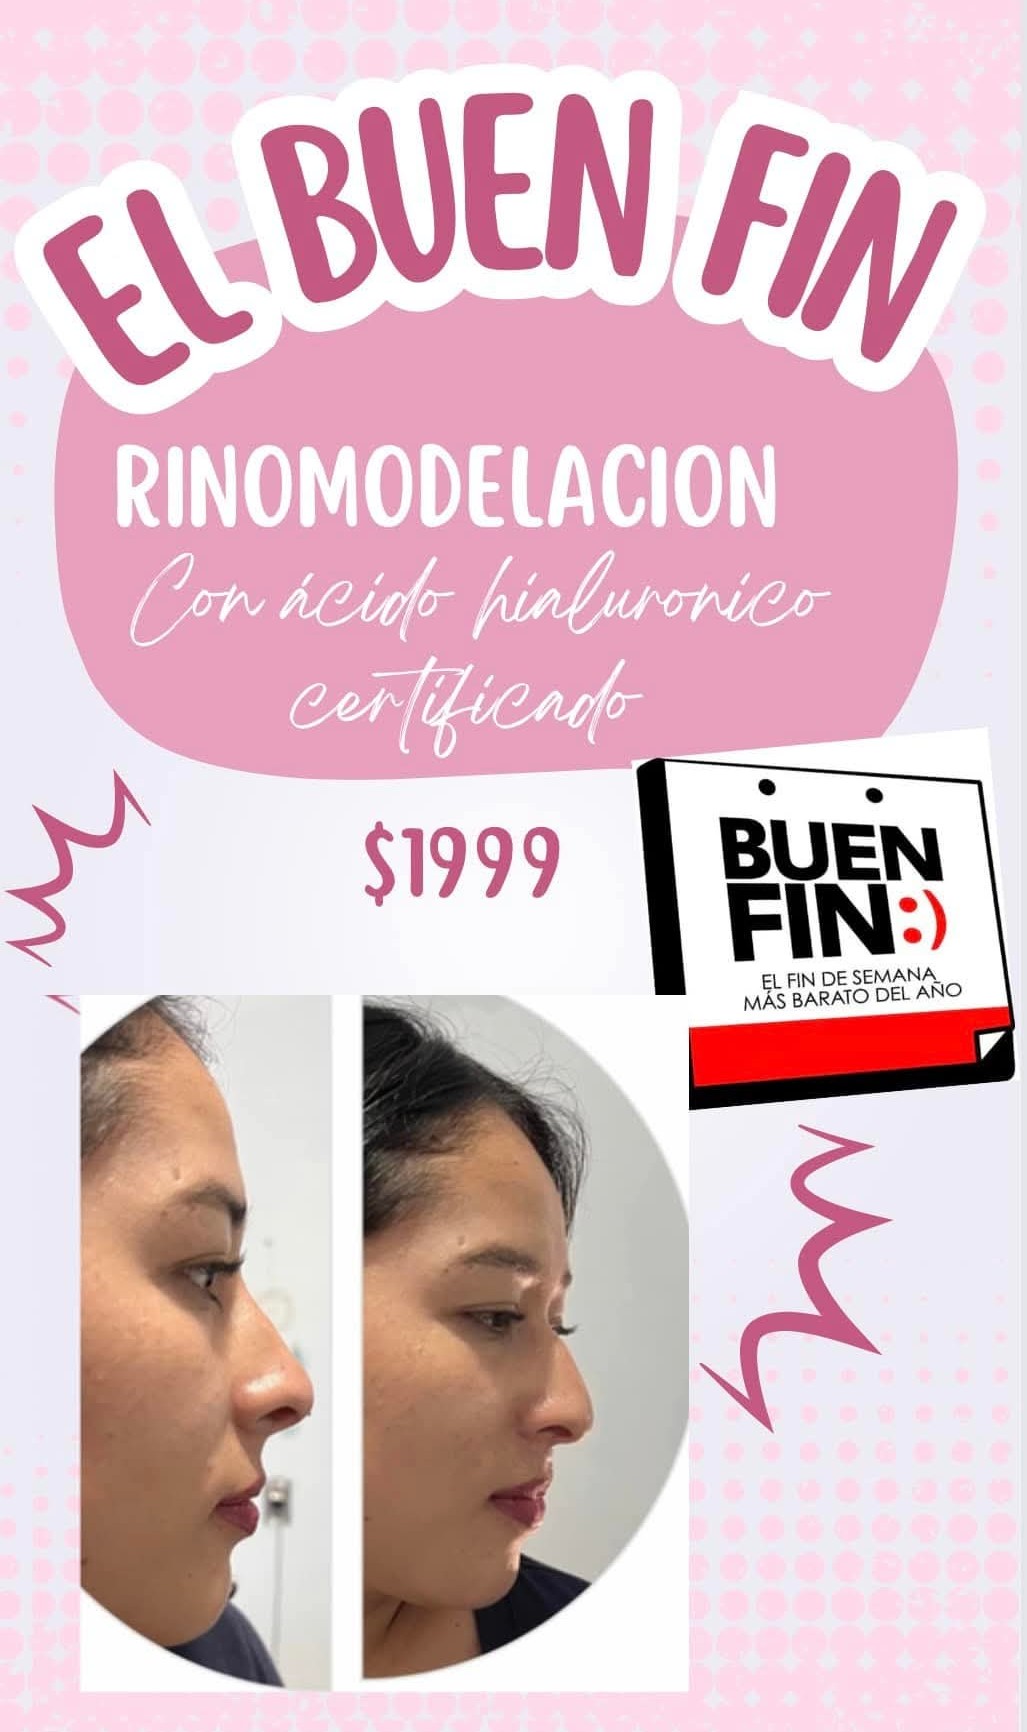 EL BUEN FIN
RINOMODELACION
Con ácido hialuronico
certificado
$1999
BUEN
FIN:)
EL FIN DE SEMANA
MÁS BARATO DEL AÑO